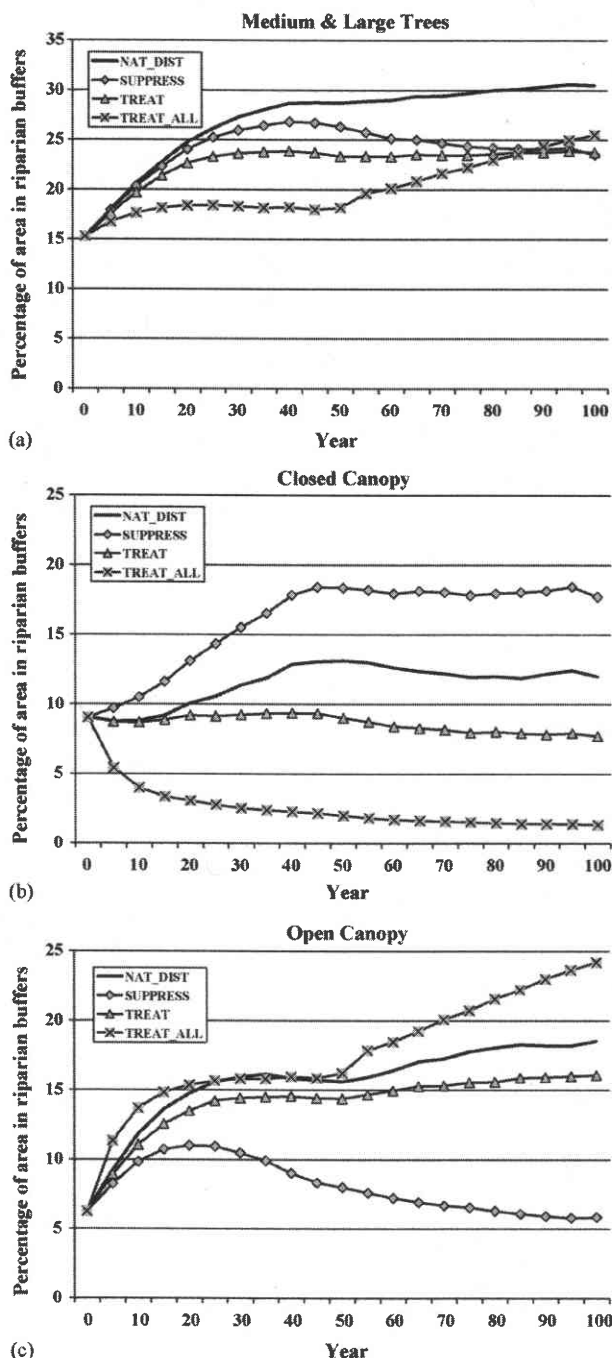 Medium & Large Trees
Percentage of area in riparian buffers
35
30
25
20
15
10
5
0
NAT_DIST
SUPPRESS
TREAT
TREAT_ALL
0 10 20 30 40 50 60 70 80 90 100
(a)
Year
Closed Canopy
Percentage of area in riparian buffers
25
20
15
10
5
0
NAT_DIST
SUPPRESS
TREAT
TREAT_ALL
0 10 20 30 40 50 60 70 80 90 100
(b)
Year
Open Canopy
Percentage of area in riparian buffers
25
20
15
10
5
0
NAT_DIST
SUPPRESS
TREAT
TREAT_ALL
0 10 20 30 40 50 60 70 80 90 100
(c)
Year